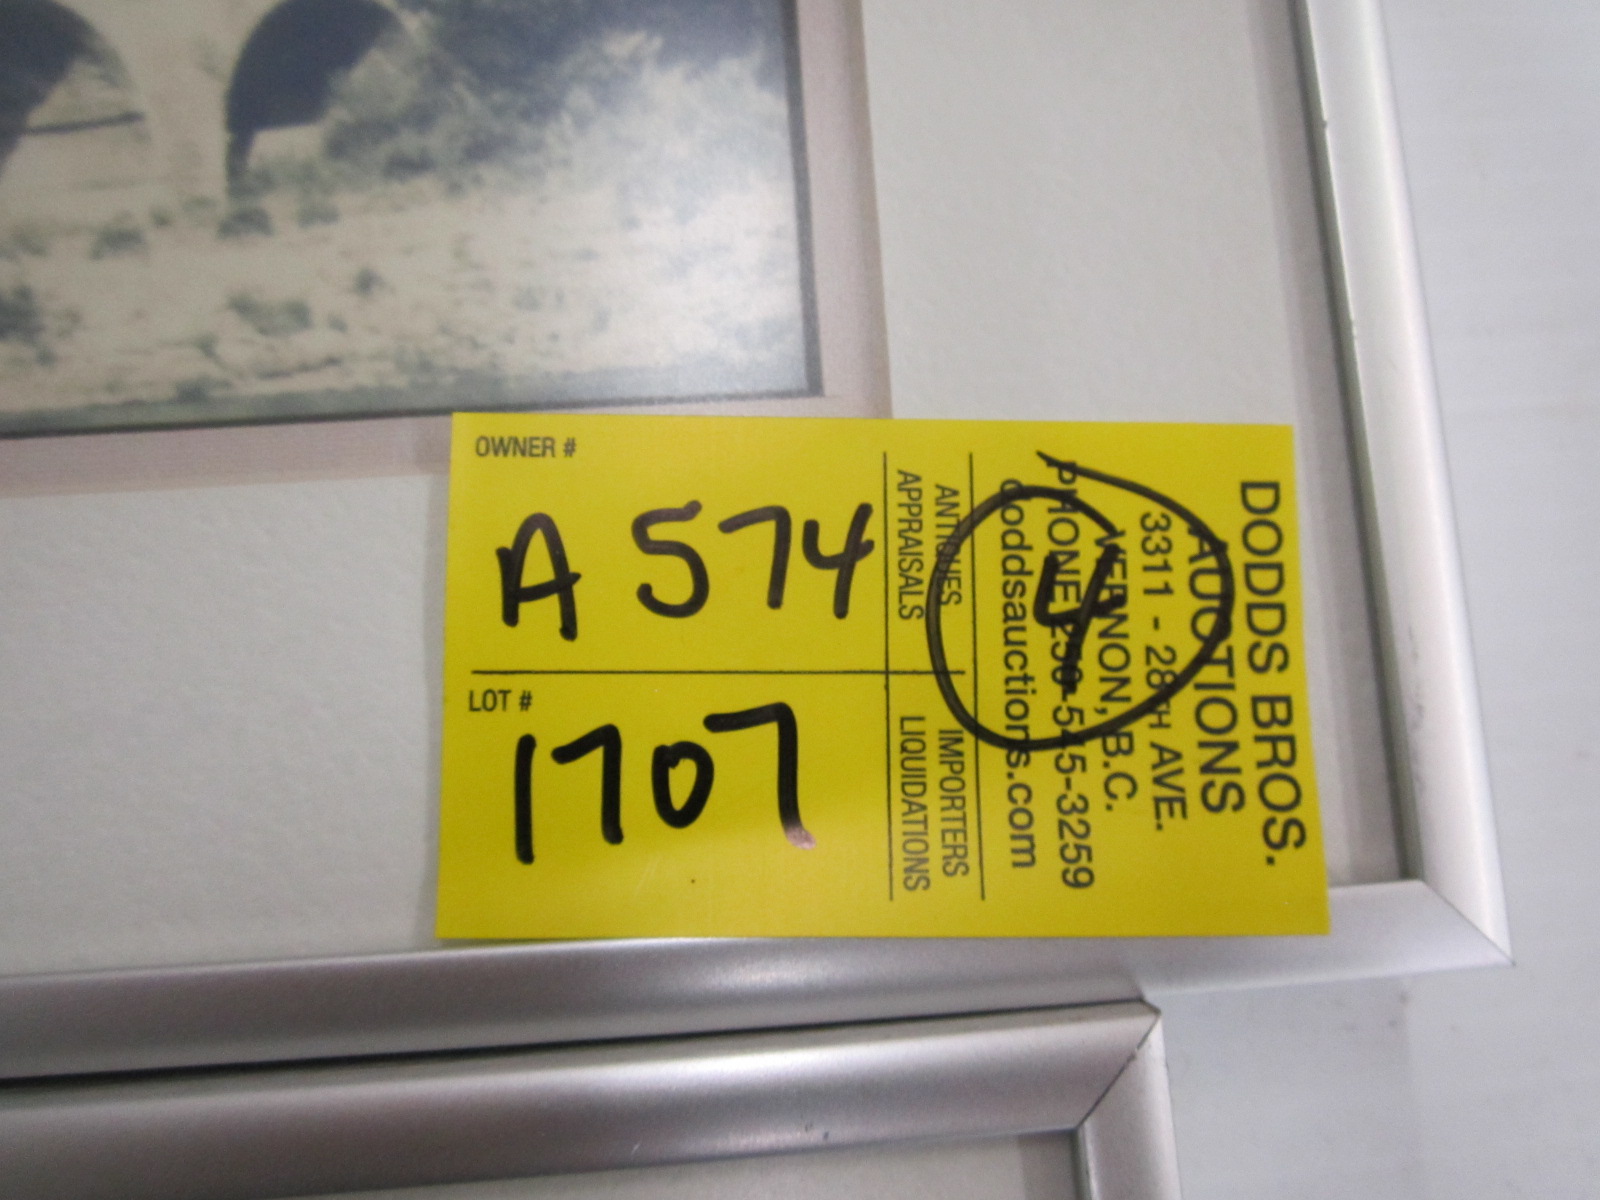 OWNER #
A 574
LOT #
1707
DODDS BROS.
AUCTIONS
3311 - 28TH AVE.
VERNON, B.C.
PHONE 250-545-3259
doddsauctions.com
ANTIQUES IMPORTERS
APPRAISALS LIQUIDATIONS
4